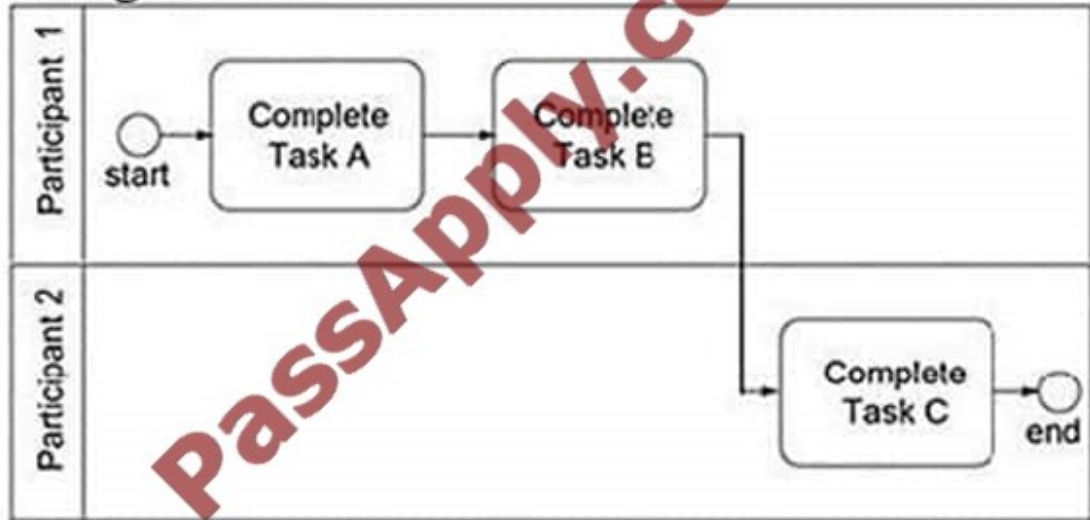 Participant 1
start
Complete
Task A
Complete
Task B
Participant 2
Complete
Task C
end
PassApply.co